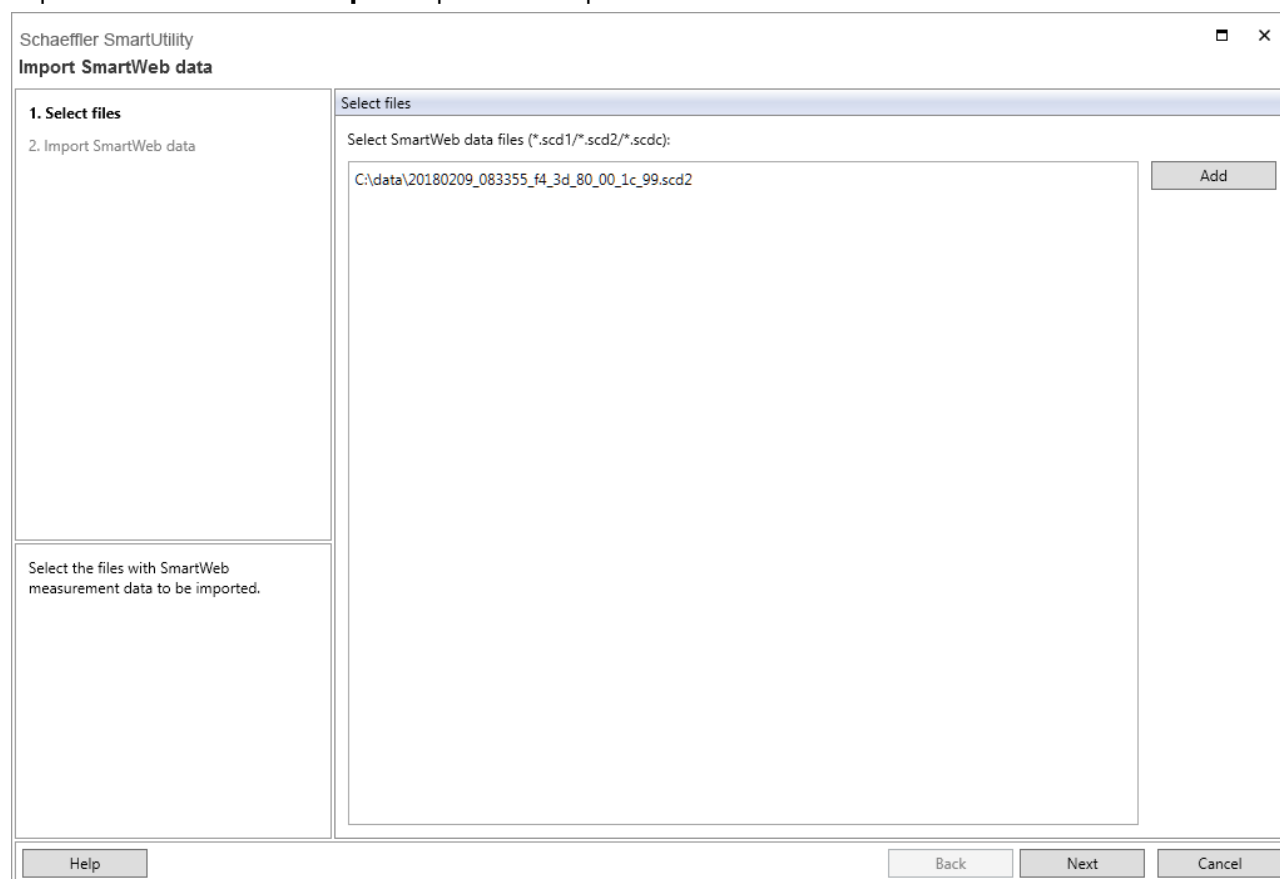 Schaeffler SmartUtility
Import SmartWeb data
1. Select files
2. Import SmartWeb data
Select the files with SmartWeb
measurement data to be imported.
Select files
Select SmartWeb data files (*.scd1/*.scd2/*.scdc):
C:\data\20180209_083355_f4_3d_80_00_1c_99.scd2
Add
Help
Back
Next
Cancel